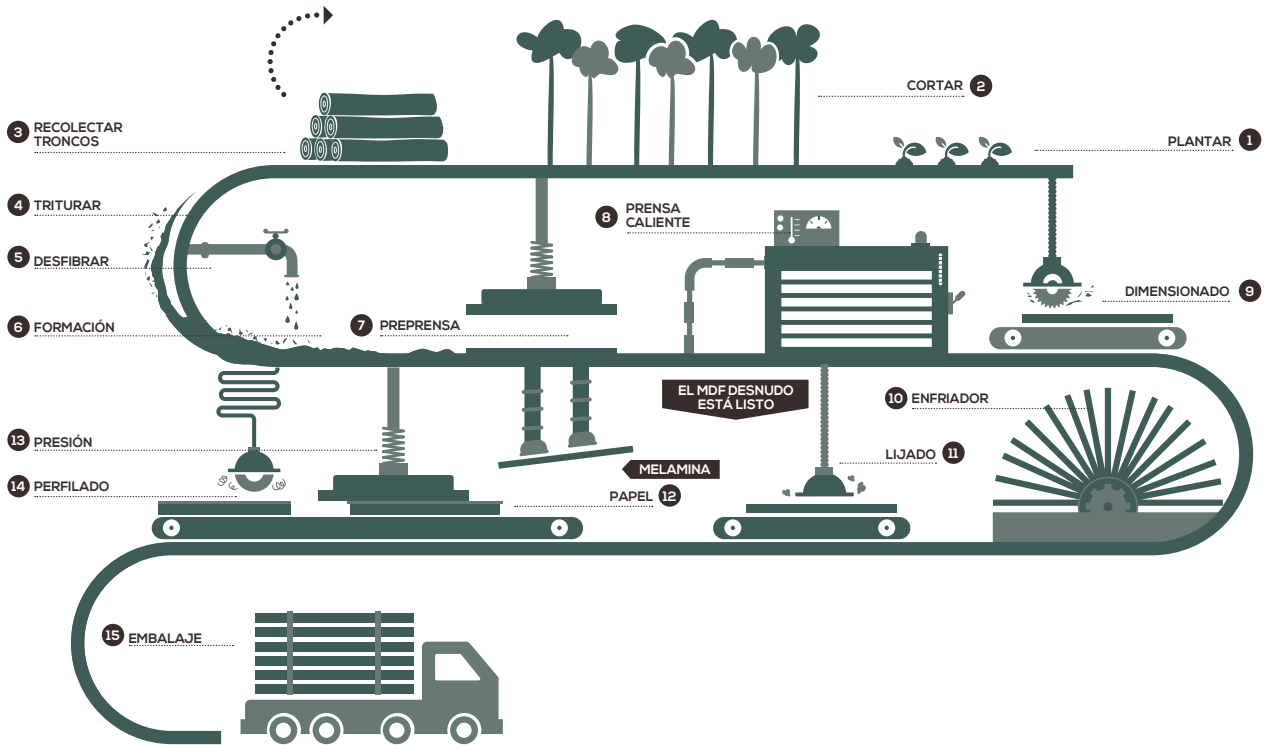 2
CORTAR
1
PLANTAR
3
RECOLECTAR
TRONCOS
4
TRITURAR
5
DESFIBRAR
6
FORMACIÓN
7
PREPRENSA
8
PRENSA
CALIENTE
9
DIMENSIONADO
EL MDF DESNUDO
ESTÁ LISTO
10
ENFRIADOR
11
LIJADO
MELAMINA
12
PAPEL
13
PRESIÓN
14
PERFILADO
15
EMBALAJE